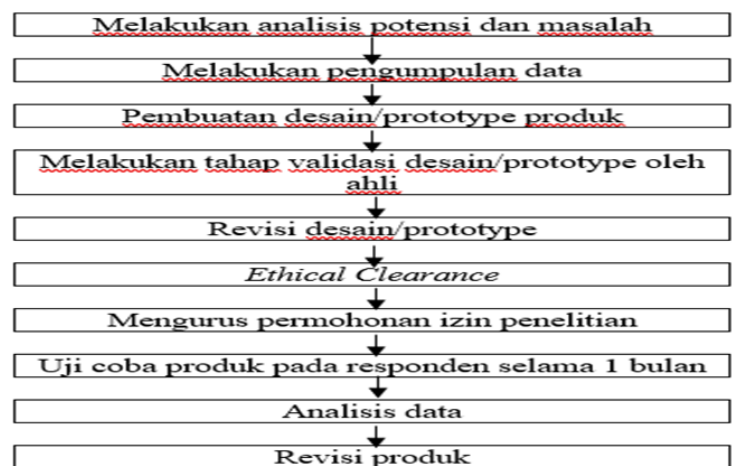 Melakukan analisis potensi dan masalah
Melakukan pengumpulan data
Pembuatan desain/prototype produk
Melakukan tahap validasi desain/prototype oleh
ahli
Revisi desain/prototype
Ethical Clearance
Mengurus permohonan izin penelitian
Uji coba produk pada responden selama 1 bulan
Analisis data
Revisi produk